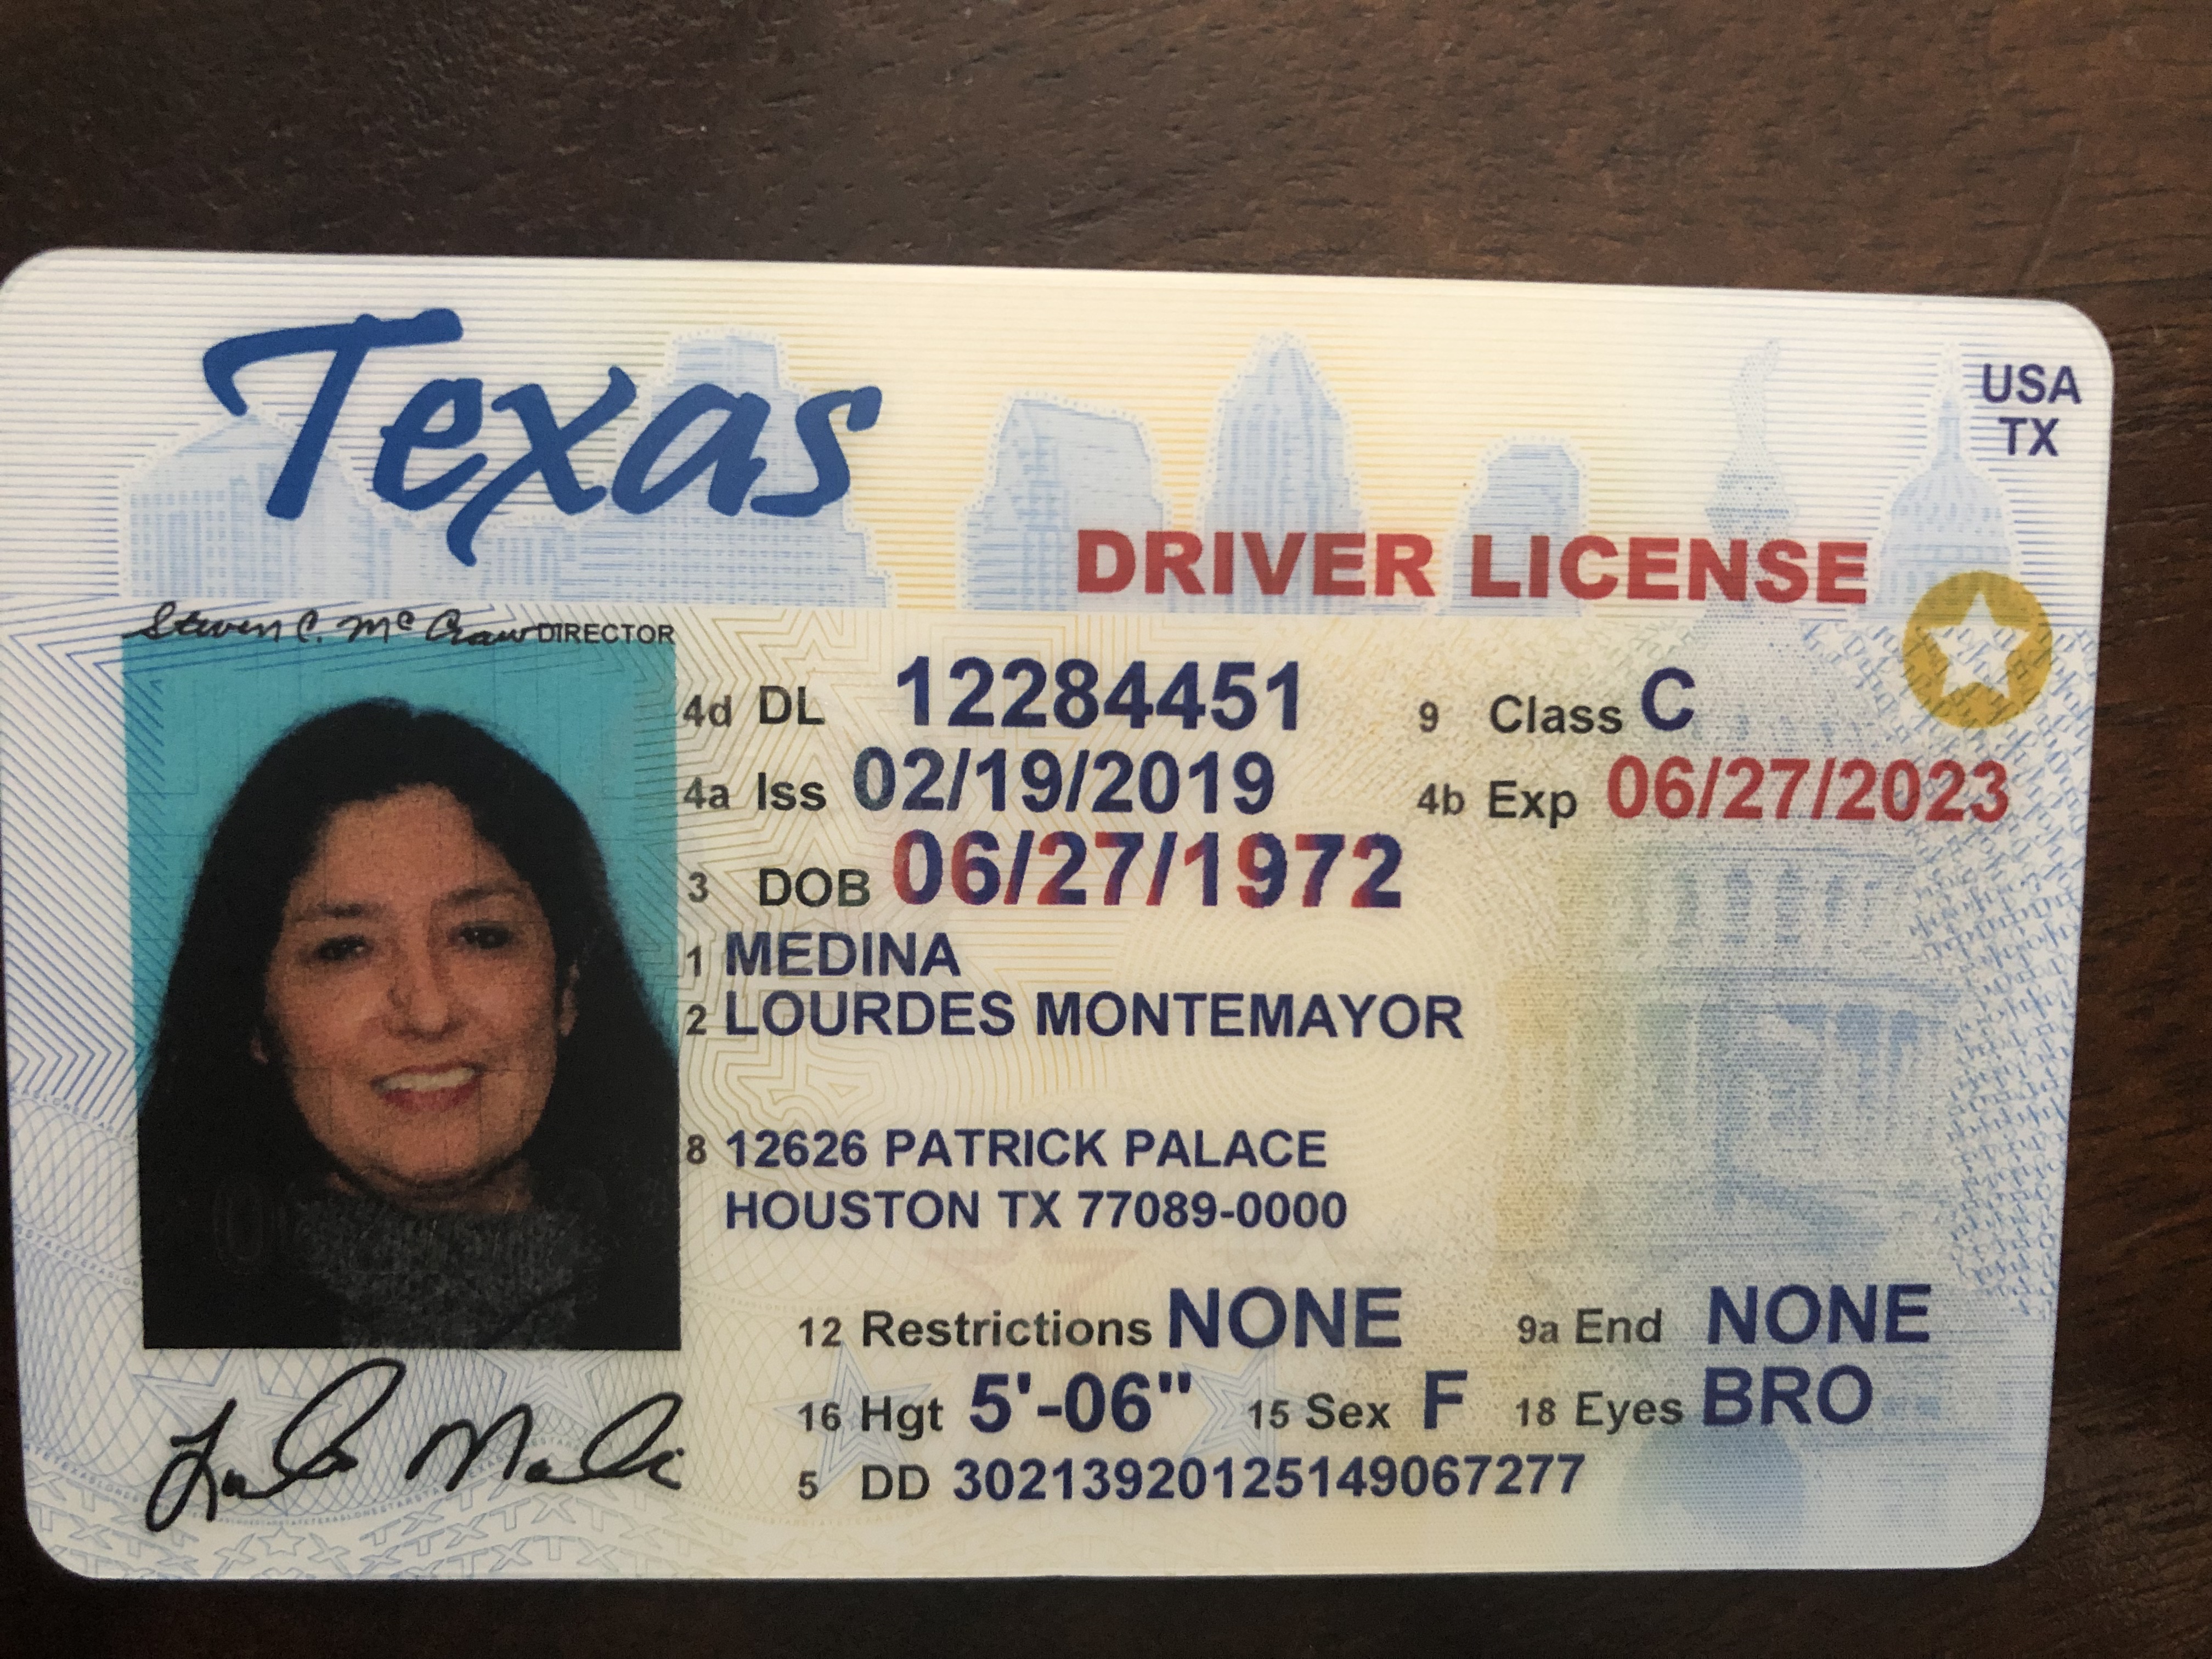 Texas
USA
TX
DRIVER LICENSE
DIRECTOR
4d DL 12284451 9 Class C
4a Iss 02/19/2019 4b Exp 06/27/2023
3 DOB 06/27/1972
1 MEDINA
2 LOURDES MONTEMAYOR
8 12626 PATRICK PALACE
HOUSTON TX 77089-0000
12 Restrictions NONE 9a End NONE
16 Hgt 5'-06" 15 Sex F 18 Eyes BRO
5 DD 30213920125149067277